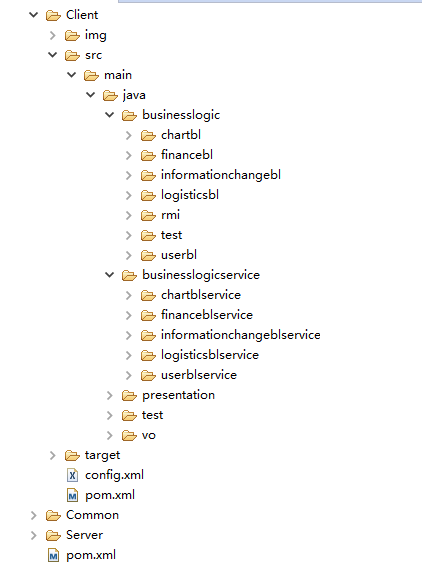 Client
img
src
main
java
businesslogic
chartbl
financebl
informationchangebl
logisticsbl
rmi
test
userbl
businesslogicservice
chartblservice
financeblservice
informationchangeblservice
logisticsblservice
userblservice
presentation
test
vo
target
config.xml
pom.xml
Common
Server
pom.xml